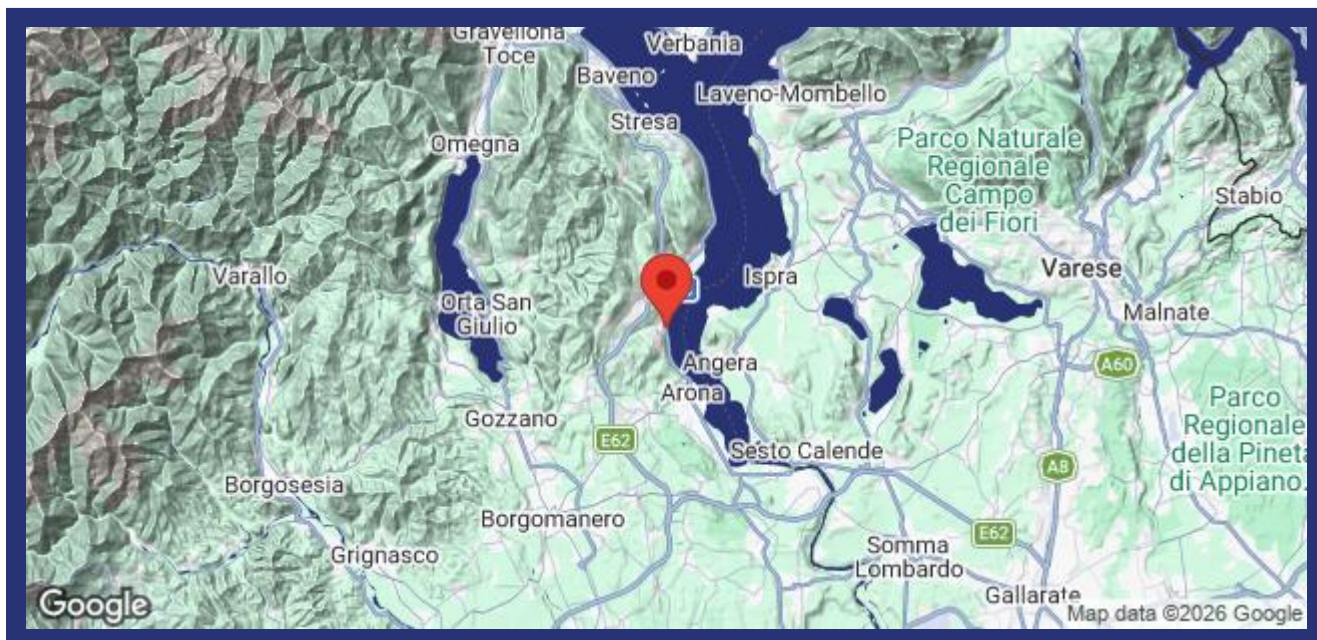 Gravellona
Toce
Verbania
Baveno
Laveno-Mombello
Stresa
Omegna
Parco Naturale
Regionale
Campo
dei Fiori
Stabio
Varallo
Ispra
Varese
Orta San
Giulio
Malnate
Angera
Arona
A60
Gozzano
E62
Parco
Regionale
della Pineta
di Appiano...
Sesto Calende
A8
Borgosesia
Borgomanero
E62
Grignasco
Somma
Lombardo
Gallarate
Google
Map data ©2026 Google